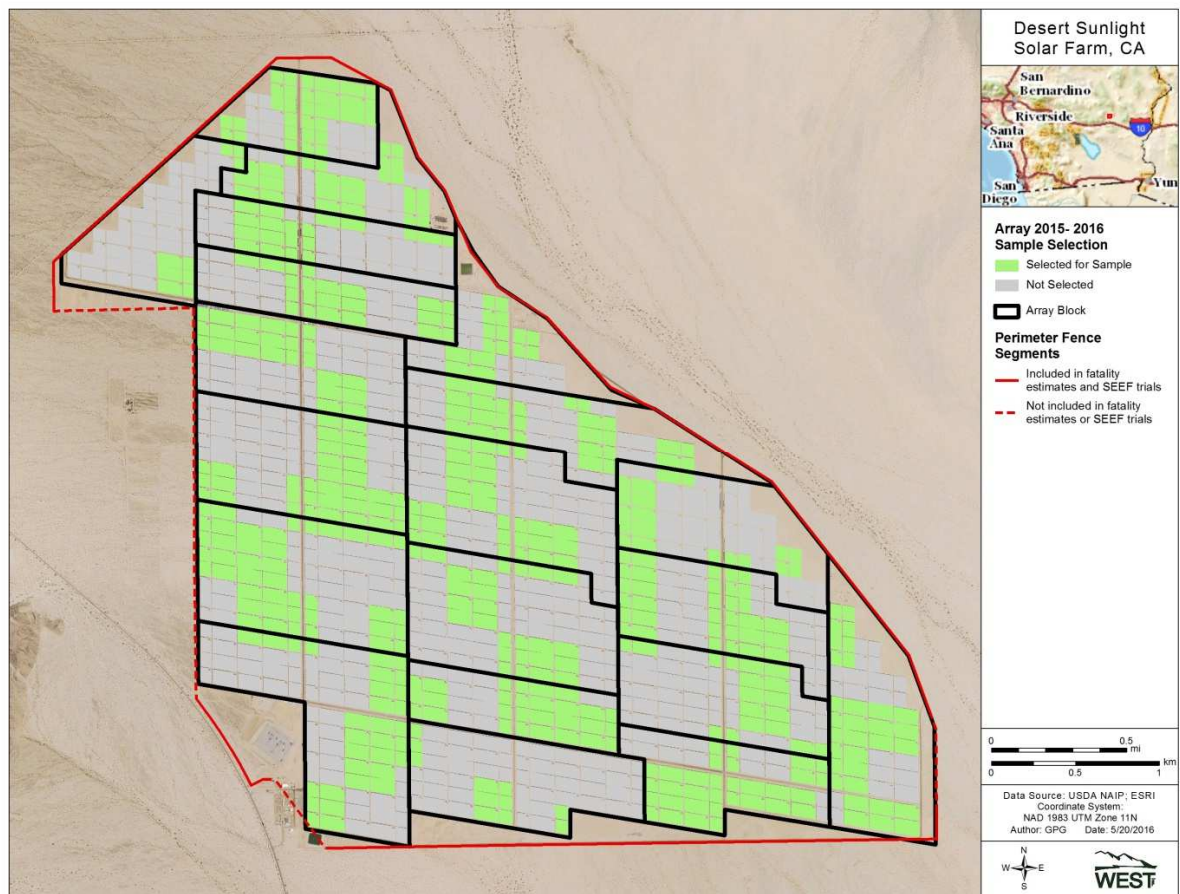 Desert Sunlight
Solar Farm, CA
San
Bernardino
Riverside
Santa
Ana
10
San
Diego
Yun
Array 2015- 2016
Sample Selection
Selected for Sample
Not Selected
Array Block
Perimeter Fence
Segments
Included in fatality
estimates and SEEF trials
Not included in fatality
estimates or SEEF trials
0 0.5
mi
km
0 0.5 1
Data Source: USDA NAIP; ESRI
Coordinate System:
NAD 1983 UTM Zone 11N
Author: GPG Date: 5/20/2016
N
W E
S
WEST